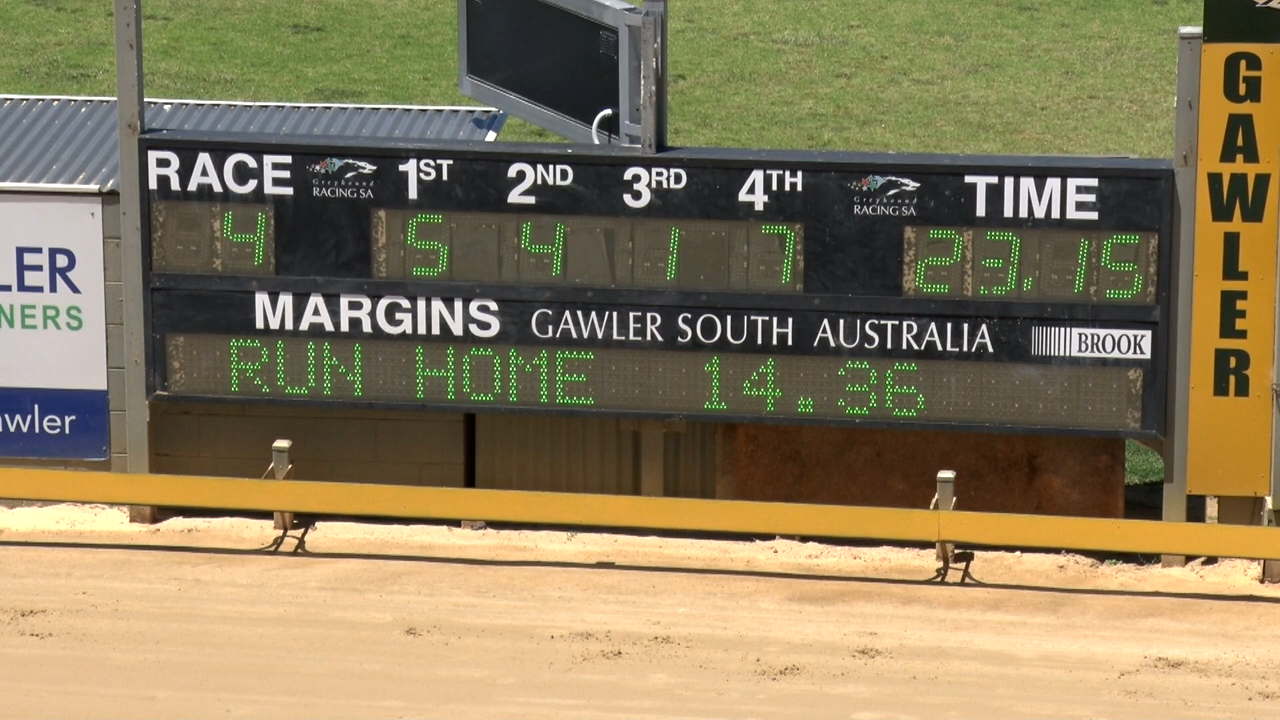 RACE Greyhound RACING SA 1ST 2ND 3RD 4TH Greyhound RACING SA TIME
4 5 4 1 7 23.15
MARGINS GAWLER SOUTH AUSTRALIA BROOK
RUN HOME 14.36
GAWLER
LER
NERS
awler